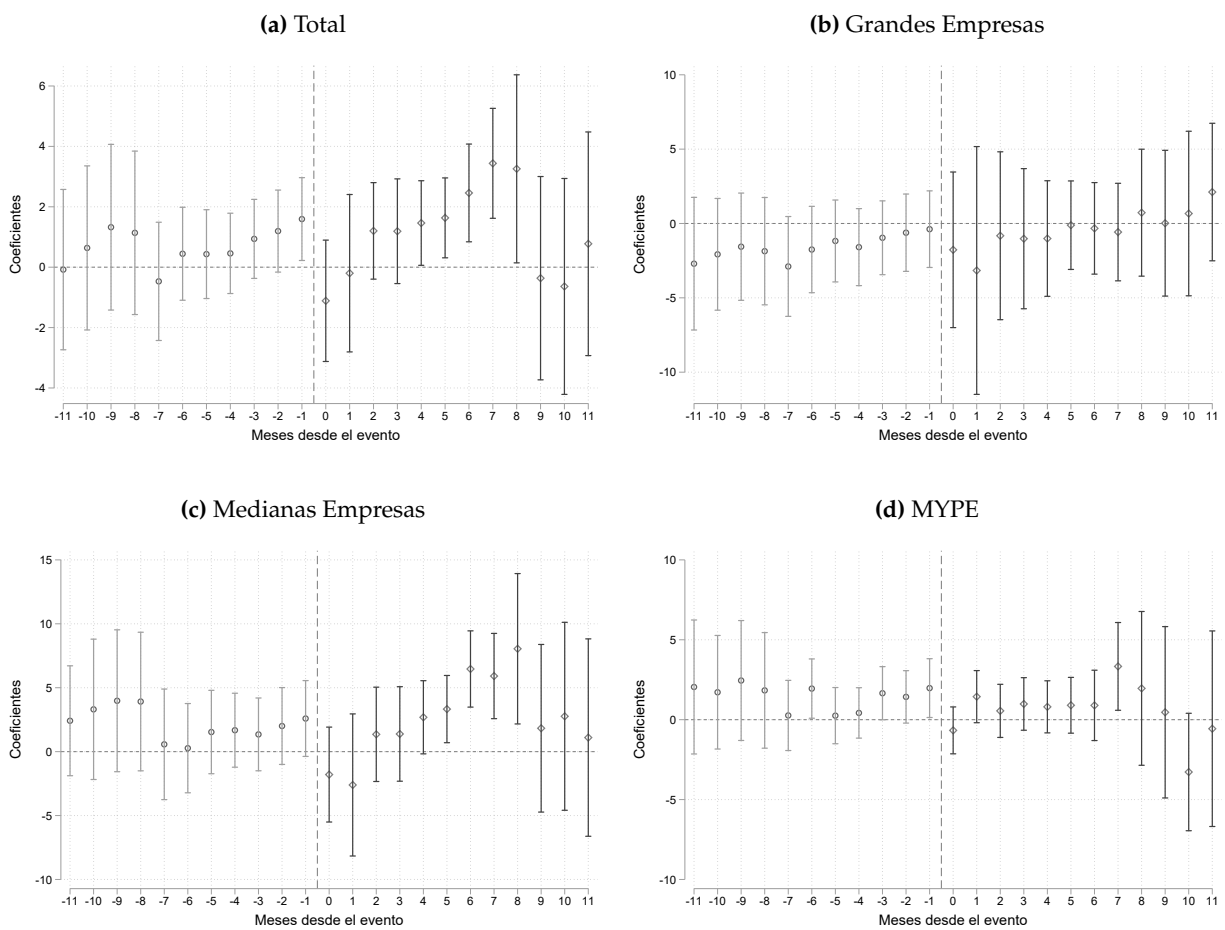 (a) Total
6
4
2
0
-2
-4
Coeficientes
-11 -10 -9 -8 -7 -6 -5 -4 -3 -2 -1 0 1 2 3 4 5 6 7 8 9 10 11
Meses desde el evento
(b) Grandes Empresas
10
5
0
-5
-10
Coeficientes
-11 -10 -9 -8 -7 -6 -5 -4 -3 -2 -1 0 1 2 3 4 5 6 7 8 9 10 11
Meses desde el evento
(c) Medianas Empresas
15
10
5
0
-5
-10
Coeficientes
-11 -10 -9 -8 -7 -6 -5 -4 -3 -2 -1 0 1 2 3 4 5 6 7 8 9 10 11
Meses desde el evento
(d) MYPE
10
5
0
-5
-10
Coeficientes
-11 -10 -9 -8 -7 -6 -5 -4 -3 -2 -1 0 1 2 3 4 5 6 7 8 9 10 11
Meses desde el evento